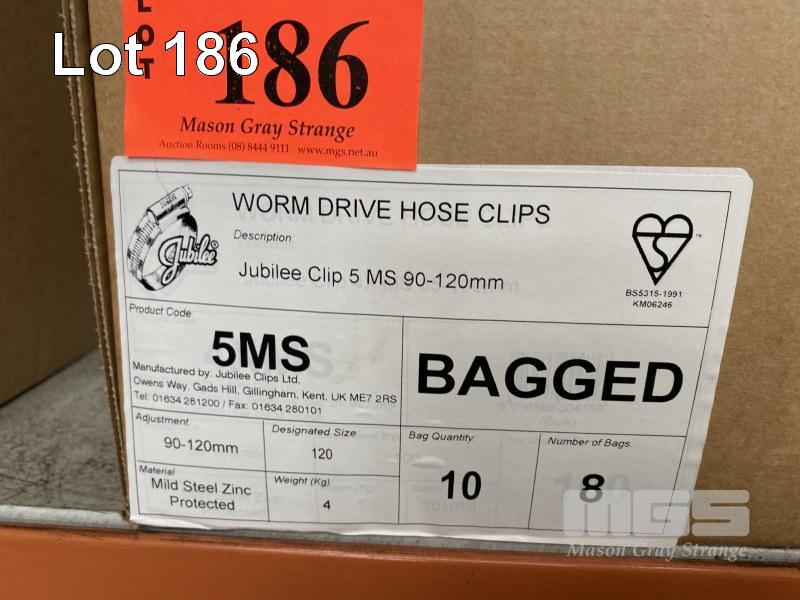 LOT
Lot 186
186
Mason Gray Strange
Auction Rooms (08) 8444 9111 www.mgs.net.au
JUBILEE
Jubilee®
WORM DRIVE HOSE CLIPS
Description
Jubilee Clip 5 MS 90-120mm
™
BS5315-1991
KM06246
Product Code
5MS
Manufactured by: Jubilee Clips Ltd.
Owens Way, Gads Hill, Gillingham, Kent, UK ME7 2RS
Tel: 01634 281200 / Fax: 01634 280101
BAGGED
Adjustment
90-120mm
Designated Size
120
Bag Quantity
10
Number of Bags
8
Material
Mild Steel Zinc
Protected
Weight (Kg)
4
MGS
Mason Gray Strange